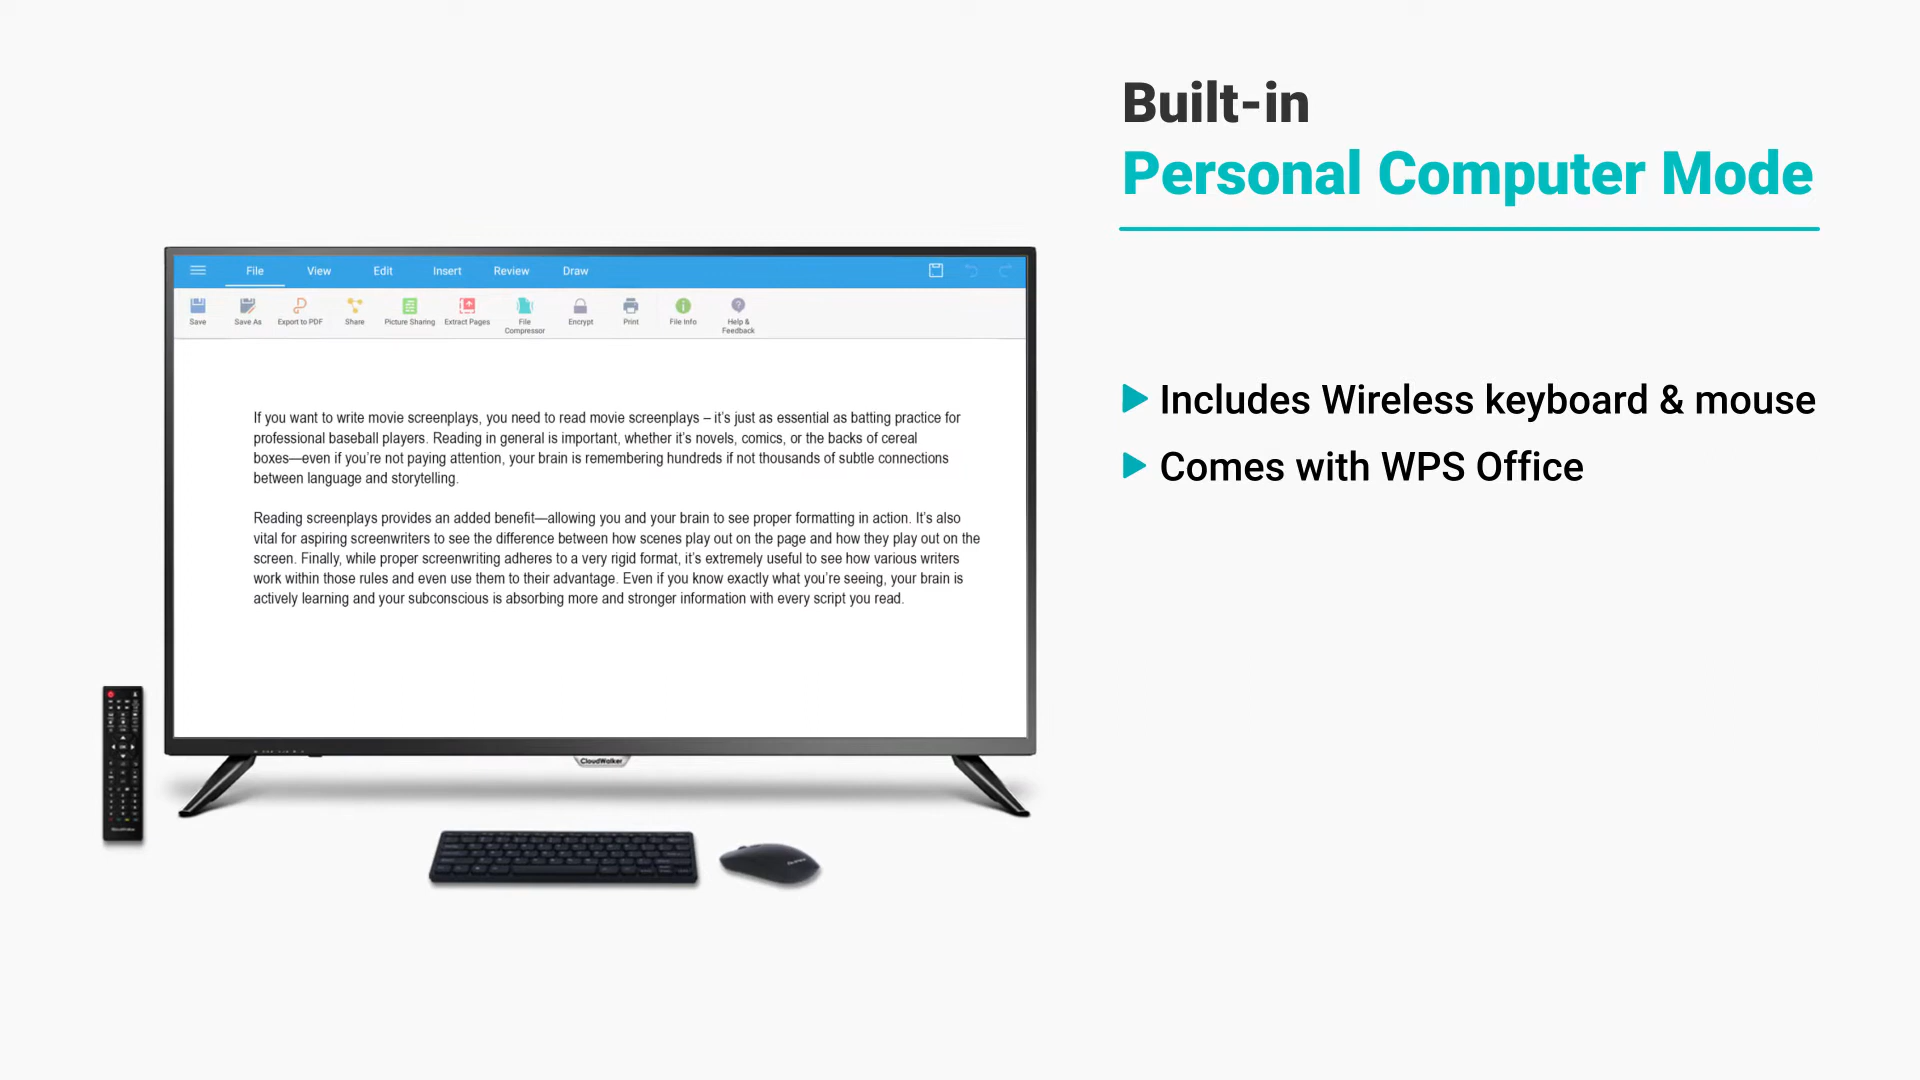 Built-in
Personal Computer Mode
Includes Wireless keyboard & mouse
Comes with WPS Office
File View Edit Insert Review Draw
Save Save As Export to PDF Share Picture Sharing Extract Pages File Compressor Encrypt Print File Info Help & Feedback
If you want to write movie screenplays, you need to read movie screenplays – it's just as essential as batting practice for
professional baseball players. Reading in general is important, whether it's novels, comics, or the backs of cereal
boxes—even if you're not paying attention, your brain is remembering hundreds if not thousands of subtle connections
between language and storytelling.
Reading screenplays provides an added benefit—allowing you and your brain to see proper formatting in action. It's also
vital for aspiring screenwriters to see the difference between how scenes play out on the page and how they play out on the
screen. Finally, while proper screenwriting adheres to a very rigid format, it's extremely useful to see how various writers
work within those rules and even use them to their advantage. Even if you know exactly what you're seeing, your brain is
actively learning and your subconscious is absorbing more and stronger information with every script you read.
CloudWalker